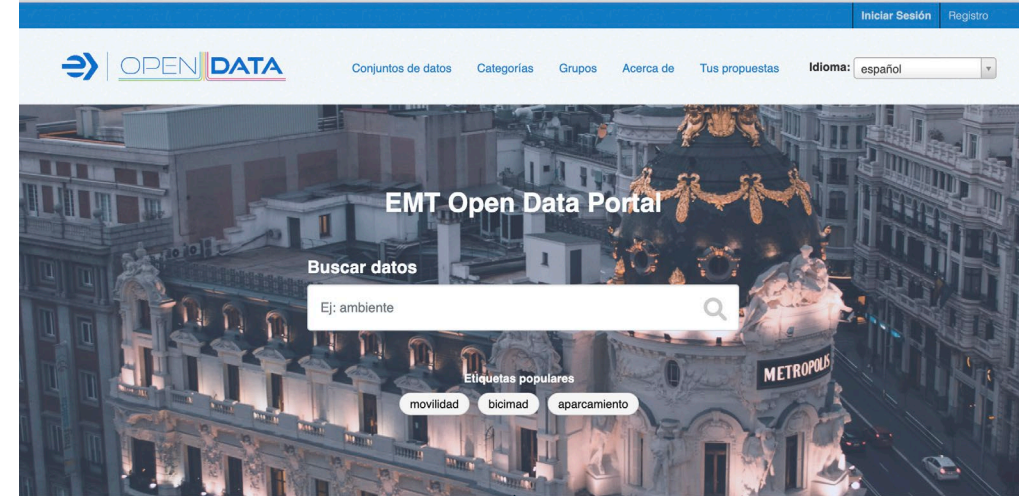 Iniciar Sesión Registro
OPEN DATA
Conjuntos de datos Categorías Grupos Acerca de Tus propuestas Idioma: español
EMT Open Data Portal
Buscar datos
Ej: ambiente
METROPOLIS
Etiquetas populares
movilidad bicimad aparcamiento